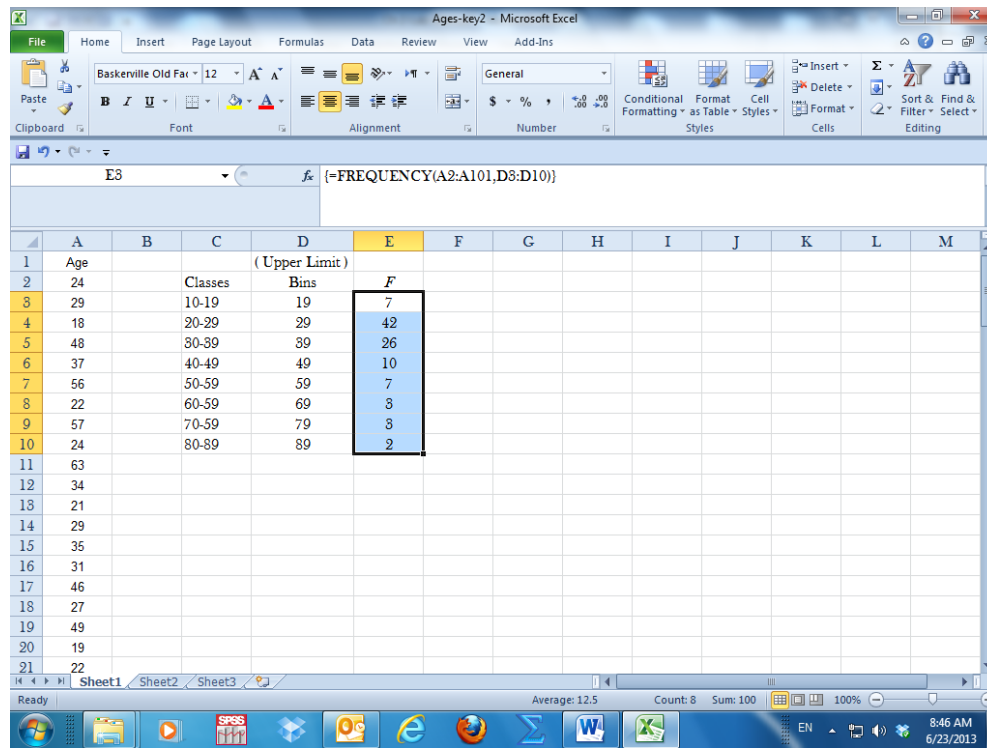 Ages-key2 - Microsoft Excel
File Home Insert Page Layout Formulas Data Review View Add-Ins
Paste
Clipboard
Baskerville Old Fac 12 A A
B I U A
Font
Alignment
General
$ % ,
Number
Conditional Formatting Format as Table Cell Styles
Styles
Insert
Delete
Format
Cells
Σ Sort & Filter Find & Select
Editing
E3 fx {=FREQUENCY(A2:A101,D3:D10)}
A B C D E F G H I J K L M
1 Age ( Upper Limit )
2 24 Classes Bins F
3 29 10-19 19 7
4 18 20-29 29 42
5 48 30-39 39 26
6 37 40-49 49 10
7 56 50-59 59 7
8 22 60-59 69 3
9 57 70-59 79 3
10 24 80-89 89 2
11 63
12 34
13 21
14 29
15 35
16 31
17 46
18 27
19 49
20 19
21 22
Sheet1 Sheet2 Sheet3
Ready Average: 12.5 Count: 8 Sum: 100 100%
SPSS
EN 8:46 AM
6/23/2013